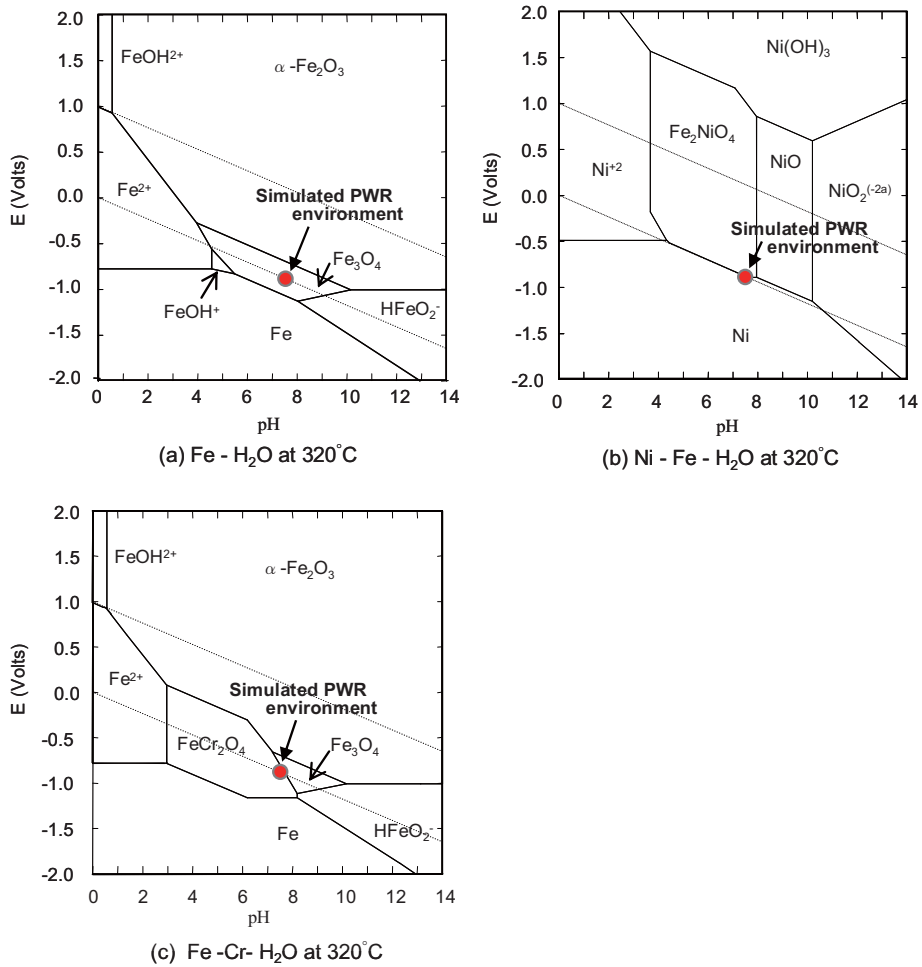 2.0
1.0
0.5
0.0
-0.5
-1.0
-1.5
-2.0
E (Volts)
FeOH²⁺
α -Fe₂O₃
Fe²⁺
Simulated PWR
environment
Fe₃O₄
FeOH⁺
HFeO₂⁻
Fe
0 2 4 6 8 10 12 14
pH
(a) Fe - H₂O at 320°C
2.0
1.0
0.5
0.0
-0.5
-1.0
-1.5
-2.0
E (Volts)
Ni(OH)₃
Fe₂NiO₄
Ni⁺²
NiO
NiO₂⁽⁻²ᵃ⁾
Simulated PWR
environment
Ni
0 2 4 6 8 10 12 14
pH
(b) Ni - Fe - H₂O at 320°C
2.0
1.5
1.0
0.5
0.0
-0.5
-1.0
-1.5
-2.0
E (Volts)
FeOH²⁺
α -Fe₂O₃
Fe²⁺
Simulated PWR
environment
FeCr₂O₄
Fe₃O₄
Fe
HFeO₂⁻
0 2 4 6 8 10 12 14
pH
(c) Fe -Cr- H₂O at 320°C